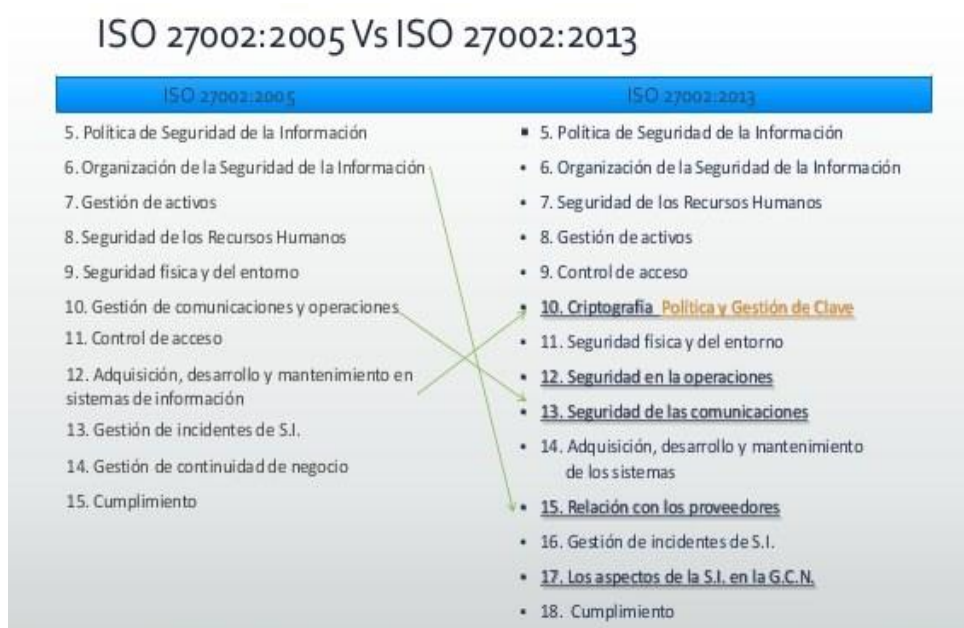 ISO 27002:2005 Vs ISO 27002:2013
ISO 27002:2005
5. Política de Seguridad de la Información
6. Organización de la Seguridad de la Información
7. Gestión de activos
8. Seguridad de los Recursos Humanos
9. Seguridad física y del entorno
10. Gestión de comunicaciones y operaciones
11. Control de acceso
12. Adquisición, desarrollo y mantenimiento en
sistemas de información
13. Gestión de incidentes de S.I.
14. Gestión de continuidad de negocio
15. Cumplimiento
ISO 27002:2013
5. Política de Seguridad de la Información
6. Organización de la Seguridad de la Información
7. Seguridad de los Recursos Humanos
8. Gestión de activos
9. Control de acceso
10. Criptografía Política y Gestión de Clave
11. Seguridad física y del entorno
12. Seguridad en la operaciones
13. Seguridad de las comunicaciones
14. Adquisición, desarrollo y mantenimiento
de los sistemas
15. Relación con los proveedores
16. Gestión de incidentes de S.I.
17. Los aspectos de la S.I. en la G.C.N.
18. Cumplimiento